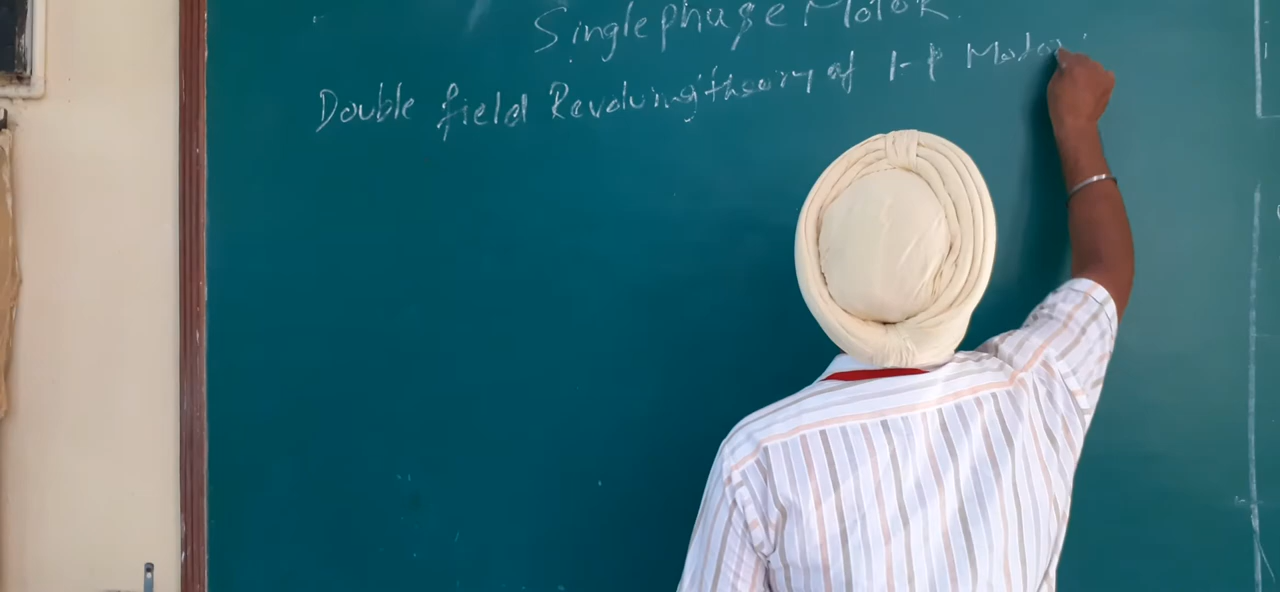 Single phase Motor.
Double field Revolving theory of 1-φ Motor